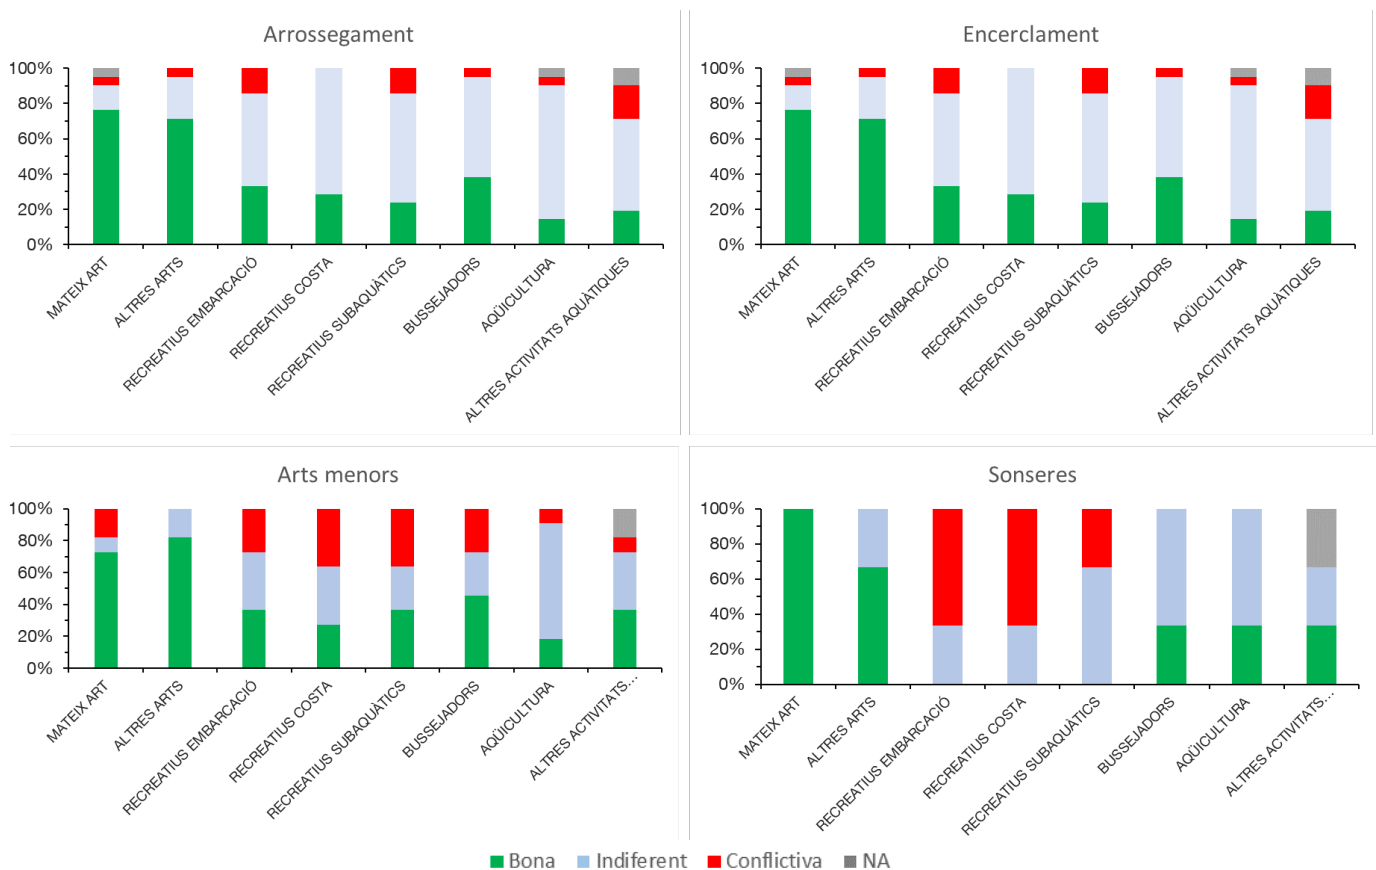 Arrossegament
100%
80%
60%
40%
20%
0%
MATEIX ART
ALTRES ARTS
RECREATIUS EMBARCACIÓ
RECREATIUS COSTA
RECREATIUS SUBAQUÀTICS
BUSSEJADORS
AQÜICULTURA
ALTRES ACTIVITATS AQUÀTIQUES
Encerclament
100%
80%
60%
40%
20%
0%
MATEIX ART
ALTRES ARTS
RECREATIUS EMBARCACIÓ
RECREATIUS COSTA
RECREATIUS SUBAQUÀTICS
BUSSEJADORS
AQÜICULTURA
ALTRES ACTIVITATS AQUÀTIQUES
Arts menors
100%
80%
60%
40%
20%
0%
MATEIX ART
ALTRES ARTS
RECREATIUS EMBARCACIÓ
RECREATIUS COSTA
RECREATIUS SUBAQUÀTICS
BUSSEJADORS
AQÜICULTURA
ALTRES ACTIVITATS...
Sonseres
100%
80%
60%
40%
20%
0%
MATEIX ART
ALTRES ARTS
RECREATIUS EMBARCACIÓ
RECREATIUS COSTA
RECREATIUS SUBAQUÀTICS
BUSSEJADORS
AQÜICULTURA
ALTRES ACTIVITATS...
Bona Indiferent Conflictiva NA